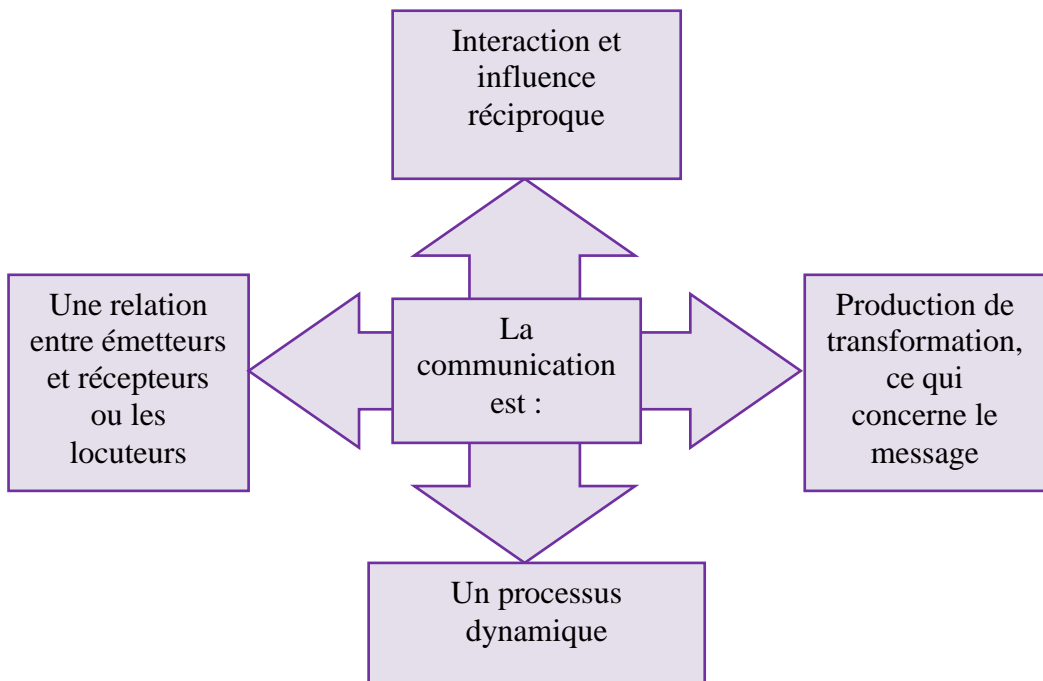 Interaction et
influence
réciproque
Une relation
entre émetteurs
et récepteurs
ou les
locuteurs
La
communication
est :
Production de
transformation,
ce qui
concerne le
message
Un processus
dynamique